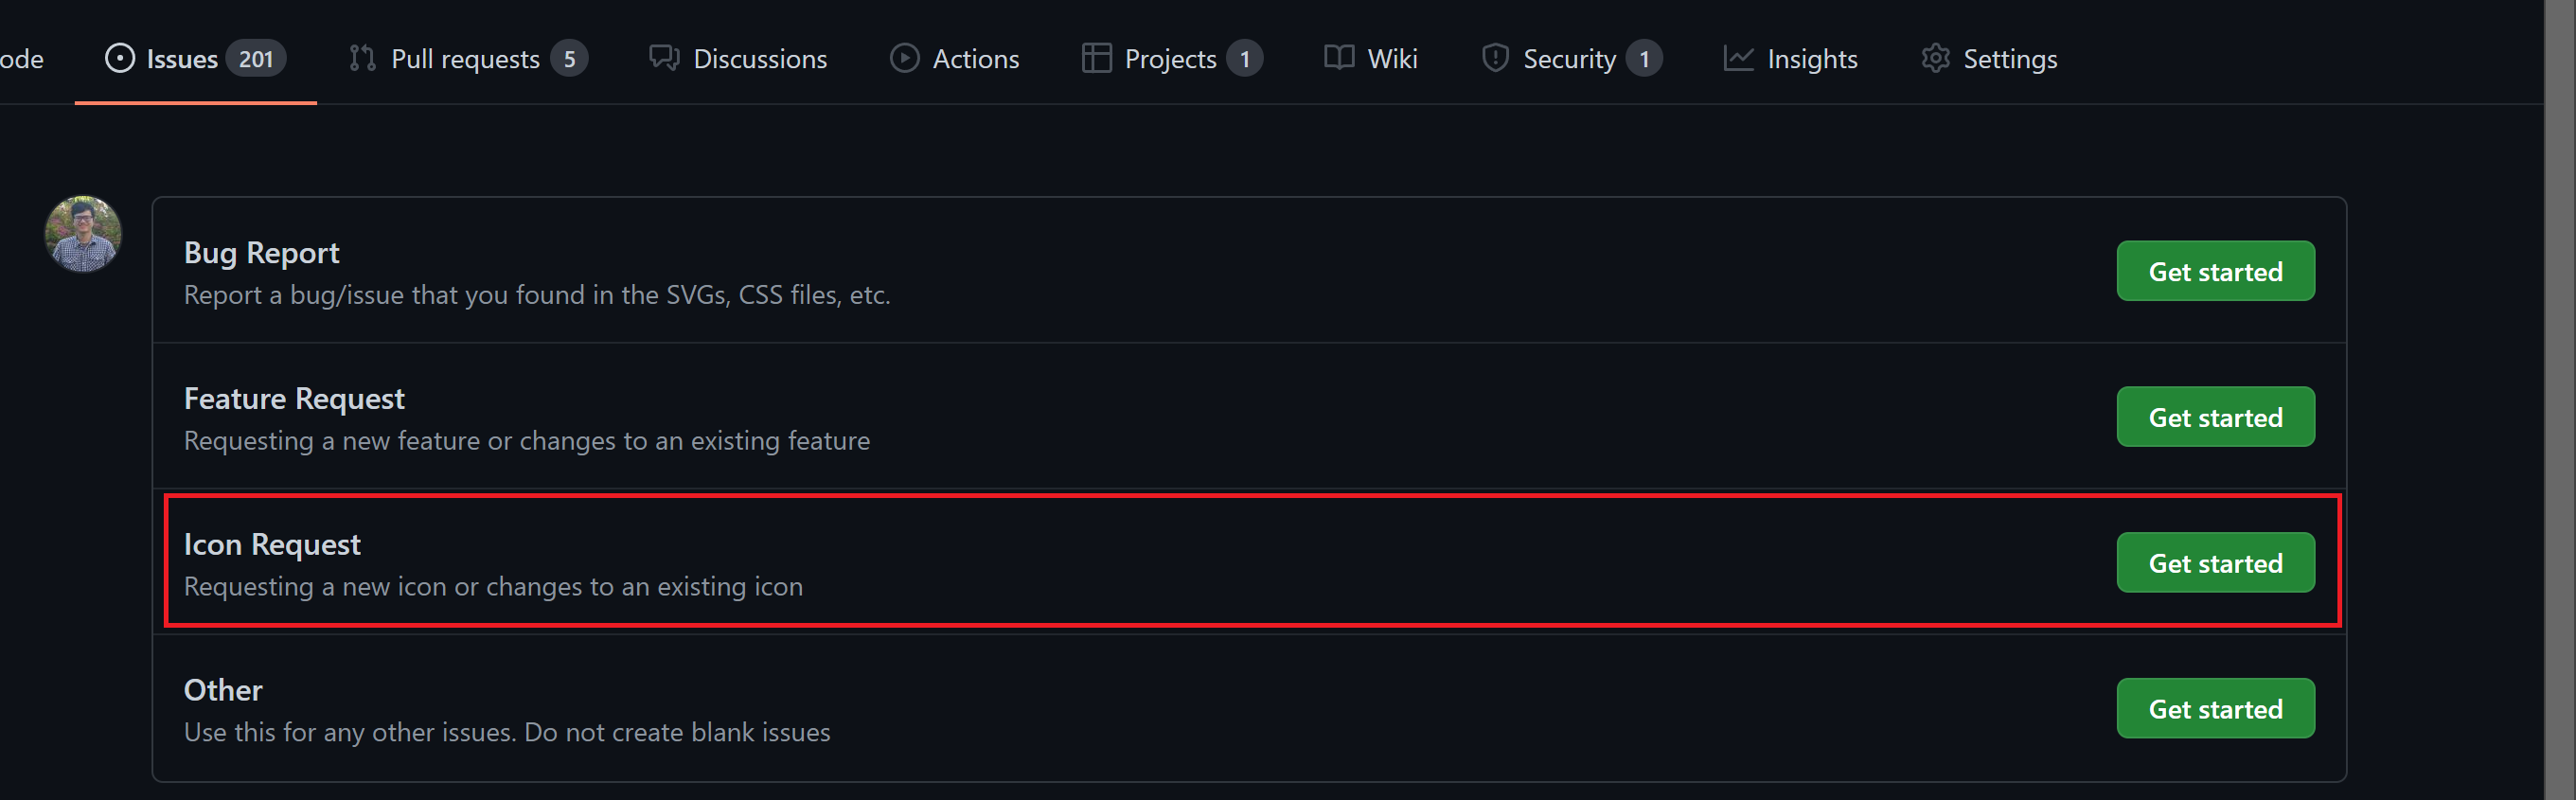 ode Issues 201 Pull requests 5 Discussions Actions Projects 1 Wiki Security 1 Insights Settings
Bug Report
Report a bug/issue that you found in the SVGs, CSS files, etc.
Get started
Feature Request
Requesting a new feature or changes to an existing feature
Get started
Icon Request
Requesting a new icon or changes to an existing icon
Get started
Other
Use this for any other issues. Do not create blank issues
Get started